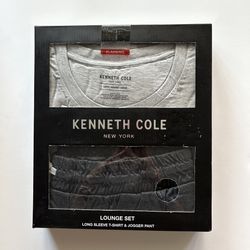 KENNETH COLE
KENNETH COLE
NEW YORK
LOUNGE SET
LONG SLEEVE T-SHIRT & JOGGER PANT